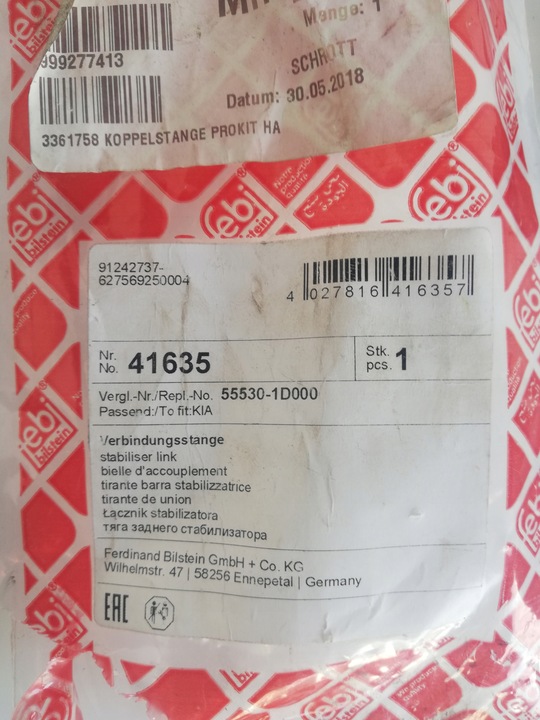 Menge: 1
999277413
SCHROTT
Datum: 30.05.2018
3361758 KOPPELSTANGE PROKIT HA
febi
bilstein
91242737-
627569250004
4 027816 416357
Nr.
No. 41635
Stk.
pcs. 1
Vergl.-Nr./Repl.-No. 55530-1D000
Passend:/To fit:KIA
Verbindungsstange
stabiliser link
bielle d'accouplement
tirante barra stabilizzatrice
tirante de union
Łącznik stabilizatora
тяга заднего стабилизатора
Ferdinand Bilstein GmbH + Co. KG
Wilhelmstr. 47 | 58256 Ennepetal | Germany
EAC